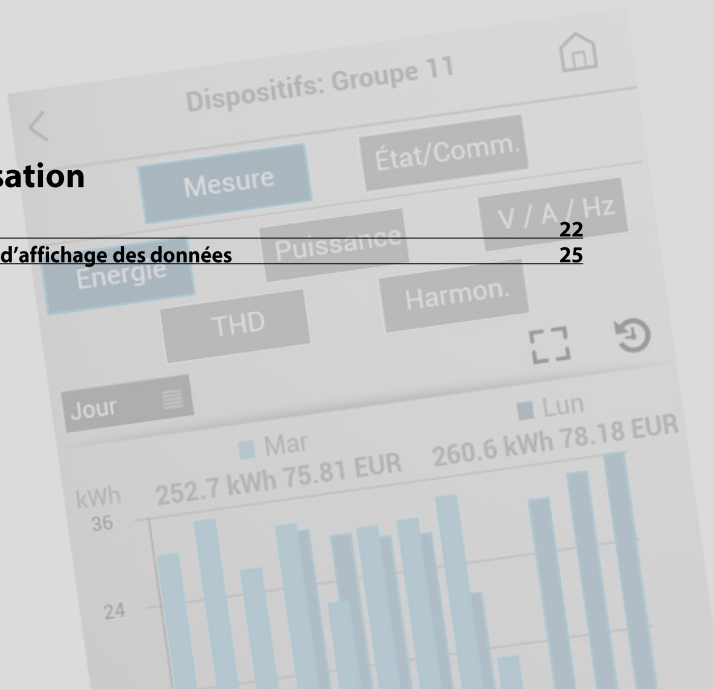 Dispositifs: Groupe 11
sation
Mesure
État/Comm.
22
d'affichage des données 25
Énergie
Puissance
V / A / Hz
THD
Harmon.
Jour
Mar
Lun
252.7 kWh 75.81 EUR
260.6 kWh 78.18 EUR
kWh
36
24